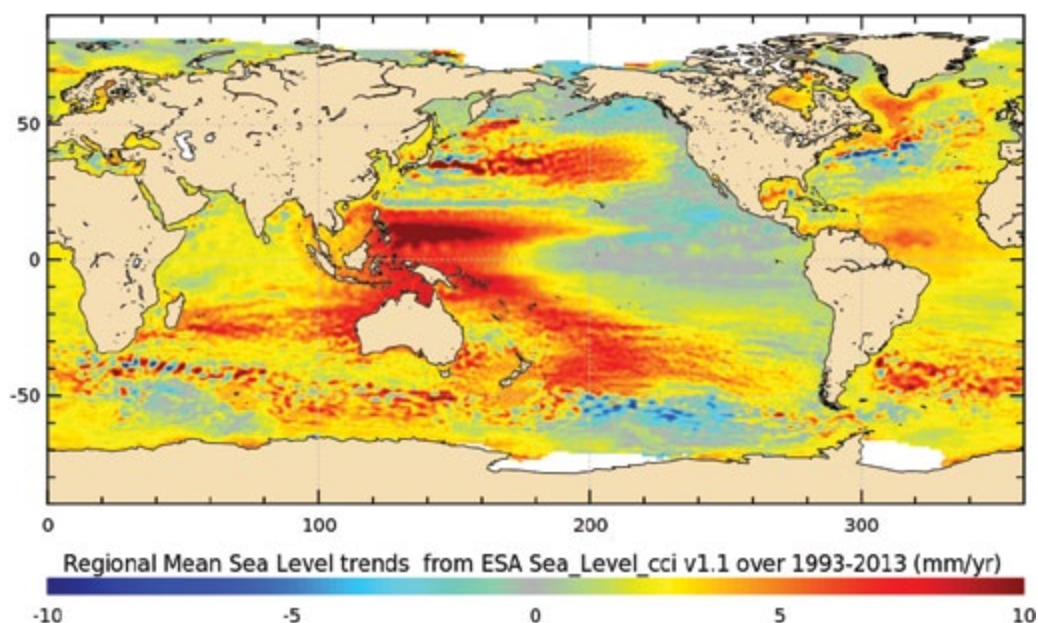 50
0
-50
0 100 200 300
Regional Mean Sea Level trends from ESA Sea_Level_cci v1.1 over 1993-2013 (mm/yr)
-10 -5 0 5 10